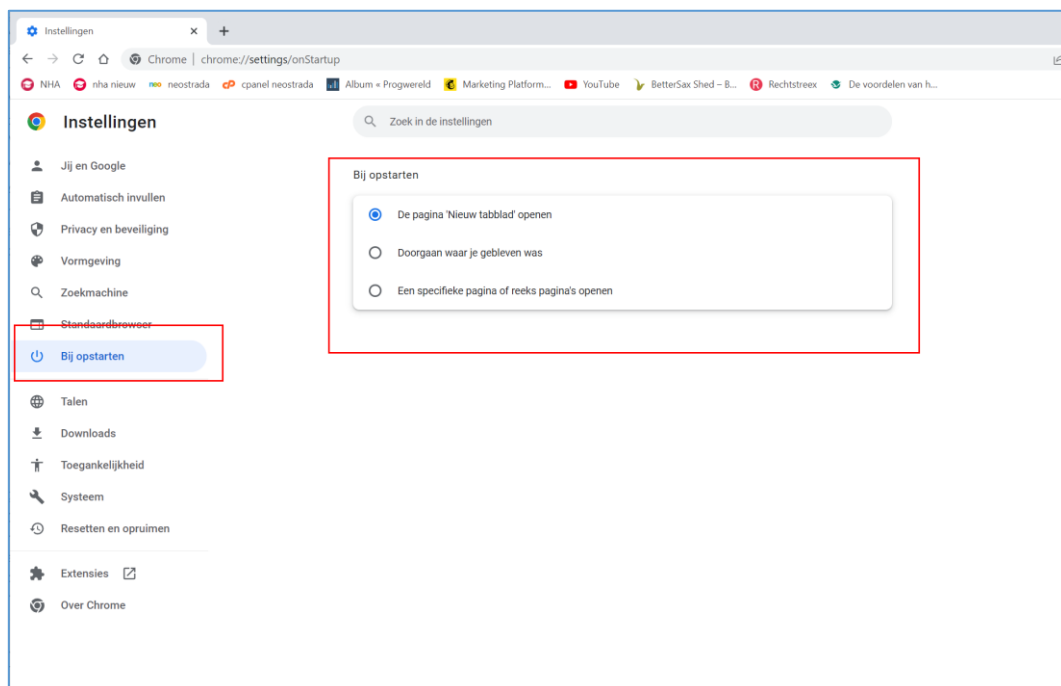 Instellingen
Chrome | chrome://settings/onStartup
NHA nha nieuw neo neostrada cP cpanel neostrada Album « Progwereld Marketing Platform... YouTube BetterSax Shed – B... R Rechtstreex De voordelen van h...
Instellingen
Zoek in de instellingen
Jij en Google
Automatisch invullen
Privacy en beveiliging
Vormgeving
Zoekmachine
Standaardbrowser
Bij opstarten
Talen
Downloads
Toegankelijkheid
Systeem
Resetten en opruimen
Extensies
Over Chrome
Bij opstarten
De pagina 'Nieuw tabblad' openen
Doorgaan waar je gebleven was
Een specifieke pagina of reeks pagina's openen